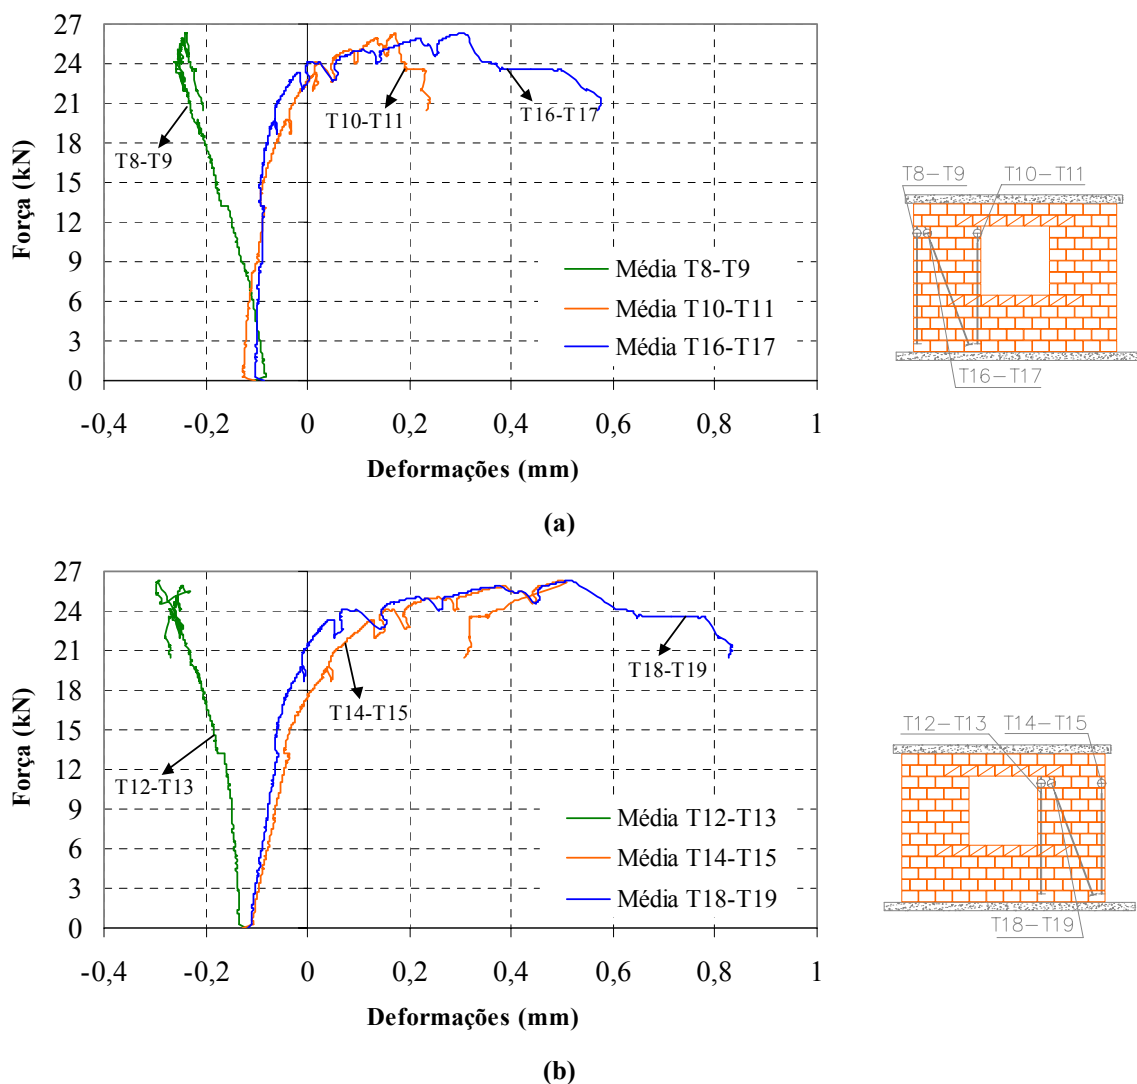 27
24
21
18
15
12
9
6
3
0
Força (kN)
T8-T9
T10-T11
T16-T17
Média T8-T9
Média T10-T11
Média T16-T17
-0,4
-0,2
0
0,2
0,4
0,6
0,8
1
Deformações (mm)
T8-T9
T10-T11
T16-T17
(a)
27
24
21
18
15
12
9
6
3
0
Força (kN)
T12-T13
T14-T15
T18-T19
Média T12-T13
Média T14-T15
Média T18-T19
-0,4
-0,2
0
0,2
0,4
0,6
0,8
1
Deformações (mm)
T12-T13
T14-T15
T18-T19
(b)